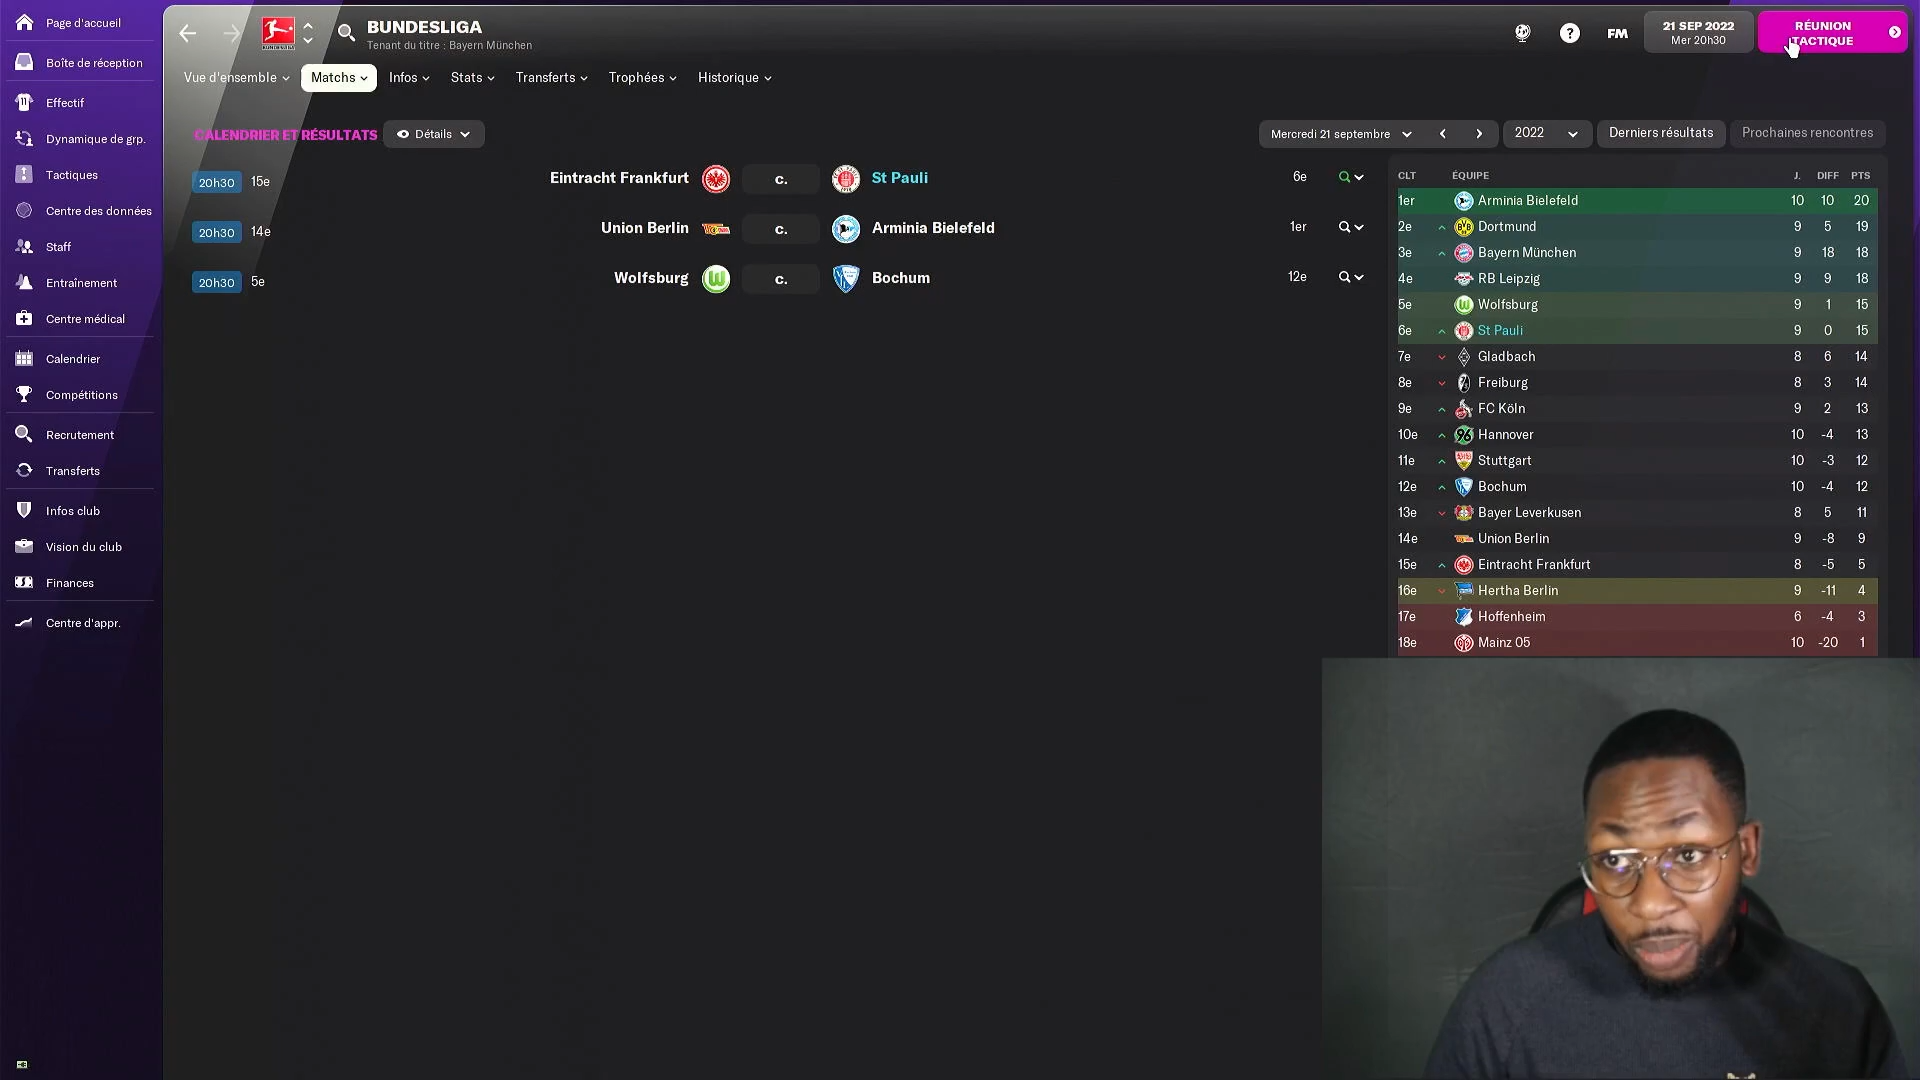 Page d'accueil
Boîte de réception
Effectif
Dynamique de grp.
Tactiques
Centre des données
Staff
Entraînement
Centre médical
Calendrier
Compétitions
Recrutement
Transferts
Infos club
Vision du club
Finances
Centre d'appr.
BUNDESLIGA
Tenant du titre : Bayern München
FM
21 SEP 2022
Mer 20h30
RÉUNION
TACTIQUE
Vue d'ensemble Matchs Infos Stats Transferts Trophées Historique
CALENDRIER ET RÉSULTATS Détails
Mercredi 21 septembre 2022 Derniers résultats Prochaines rencontres
20h30 15e Eintracht Frankfurt c. St Pauli 6e
20h30 14e Union Berlin c. Arminia Bielefeld 1er
20h30 5e Wolfsburg c. Bochum 12e
CLT ÉQUIPE J. DIFF PTS
1er Arminia Bielefeld 10 10 20
2e Dortmund 9 5 19
3e Bayern München 9 18 18
4e RB Leipzig 9 9 18
5e Wolfsburg 9 1 15
6e St Pauli 9 0 15
7e Gladbach 8 6 14
8e Freiburg 8 3 14
9e FC Köln 9 2 13
10e Hannover 10 -4 13
11e Stuttgart 10 -3 12
12e Bochum 10 -4 12
13e Bayer Leverkusen 8 5 11
14e Union Berlin 9 -8 9
15e Eintracht Frankfurt 8 -5 5
16e Hertha Berlin 9 -11 4
17e Hoffenheim 6 -4 3
18e Mainz 05 10 -20 1